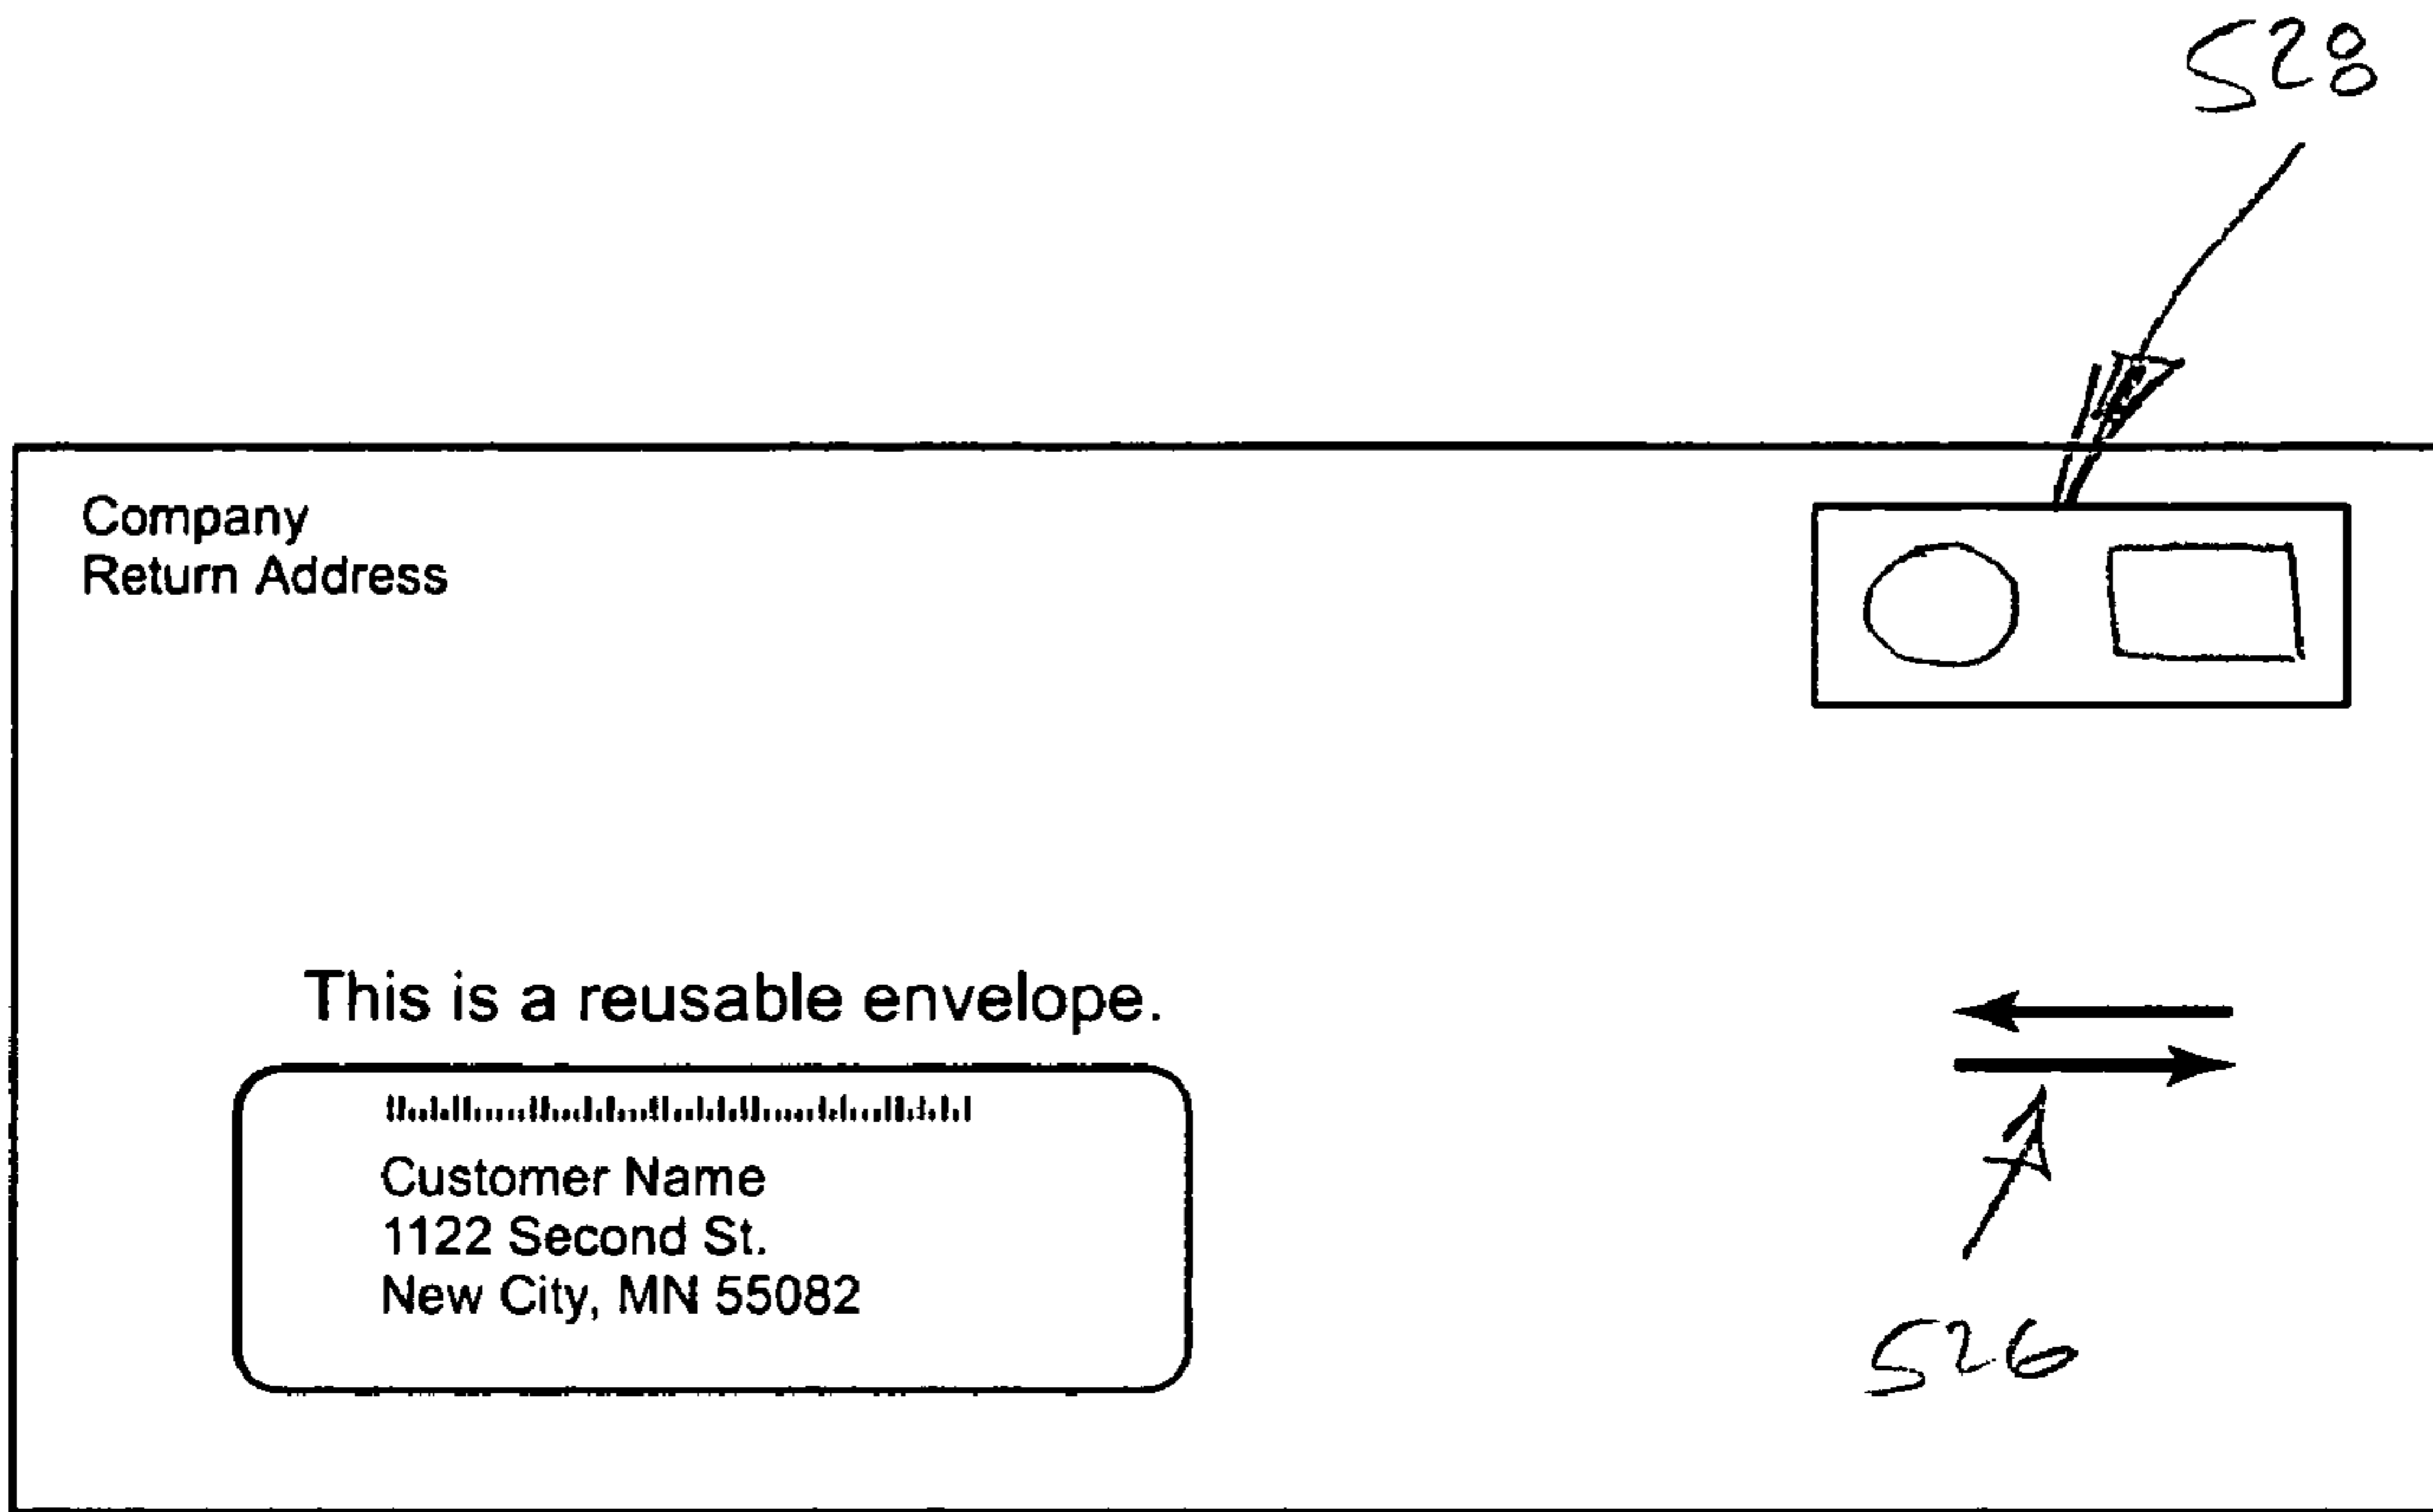 528
Company
Return Address
This is a reusable envelope.
Customer Name
1122 Second St.
New City, MN 55082
526